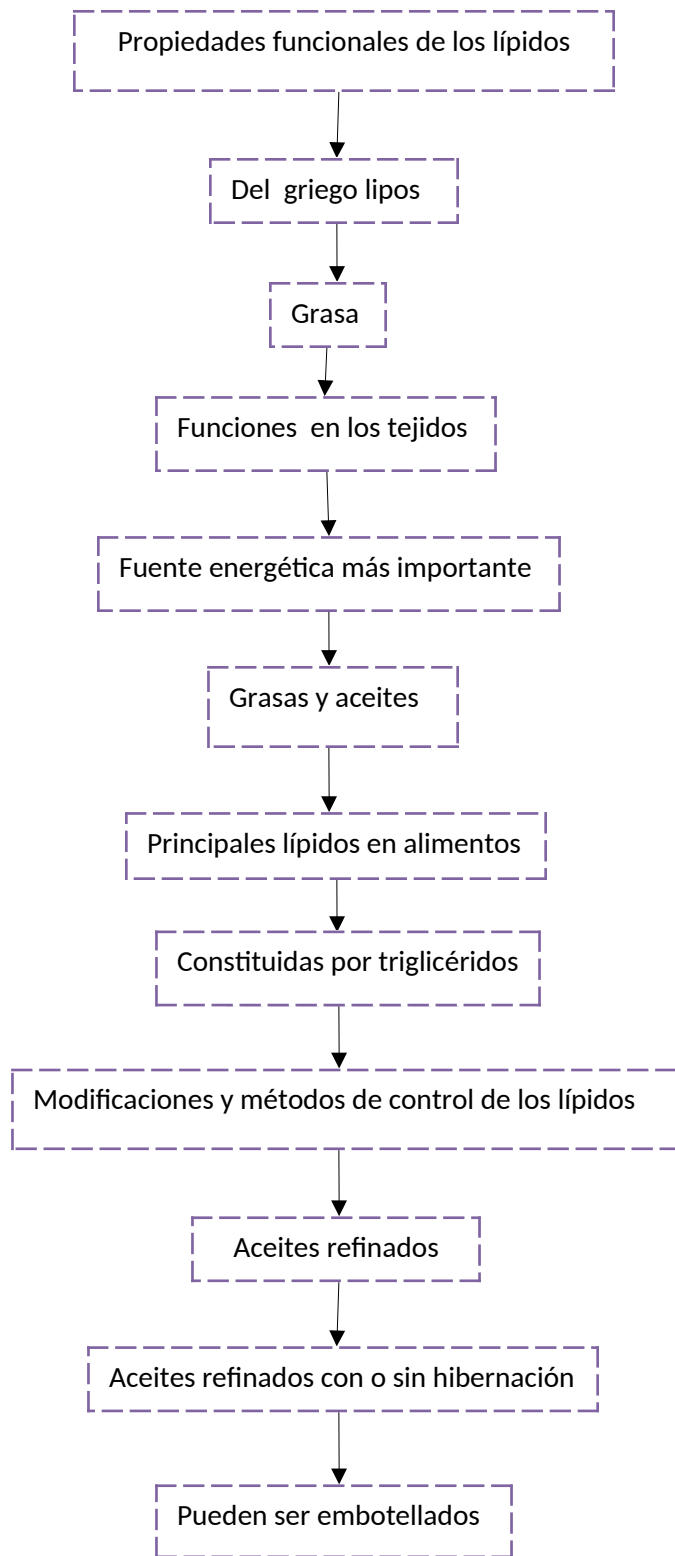 Propiedades funcionales de los lípidos
Del  griego lipos
Grasa
Funciones  en los tejidos
Fuente energética más importante
Grasas y aceites
Principales lípidos en alimentos
Constituidas por triglicéridos
Modificaciones y métodos de control de los lípidos
Aceites refinados
Aceites refinados con o sin hibernación
Pueden ser embotellados